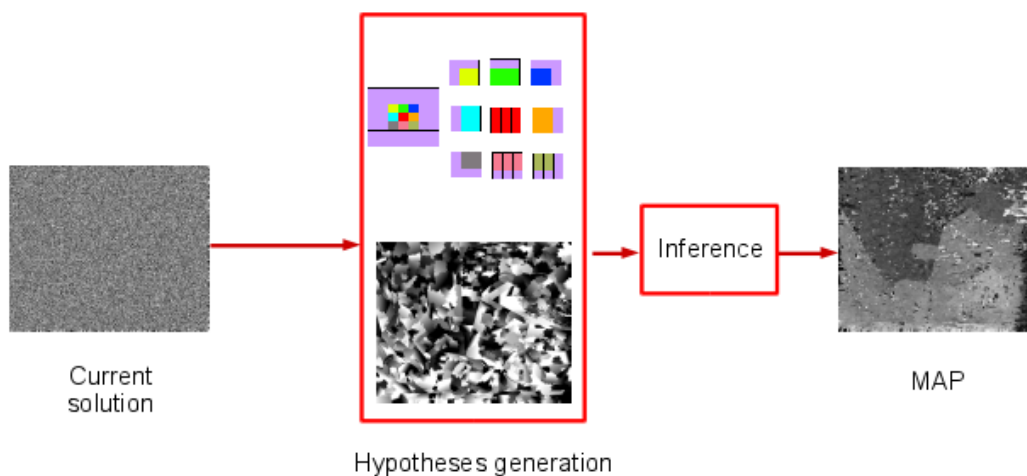 Current
solution
Hypotheses generation
Inference
MAP